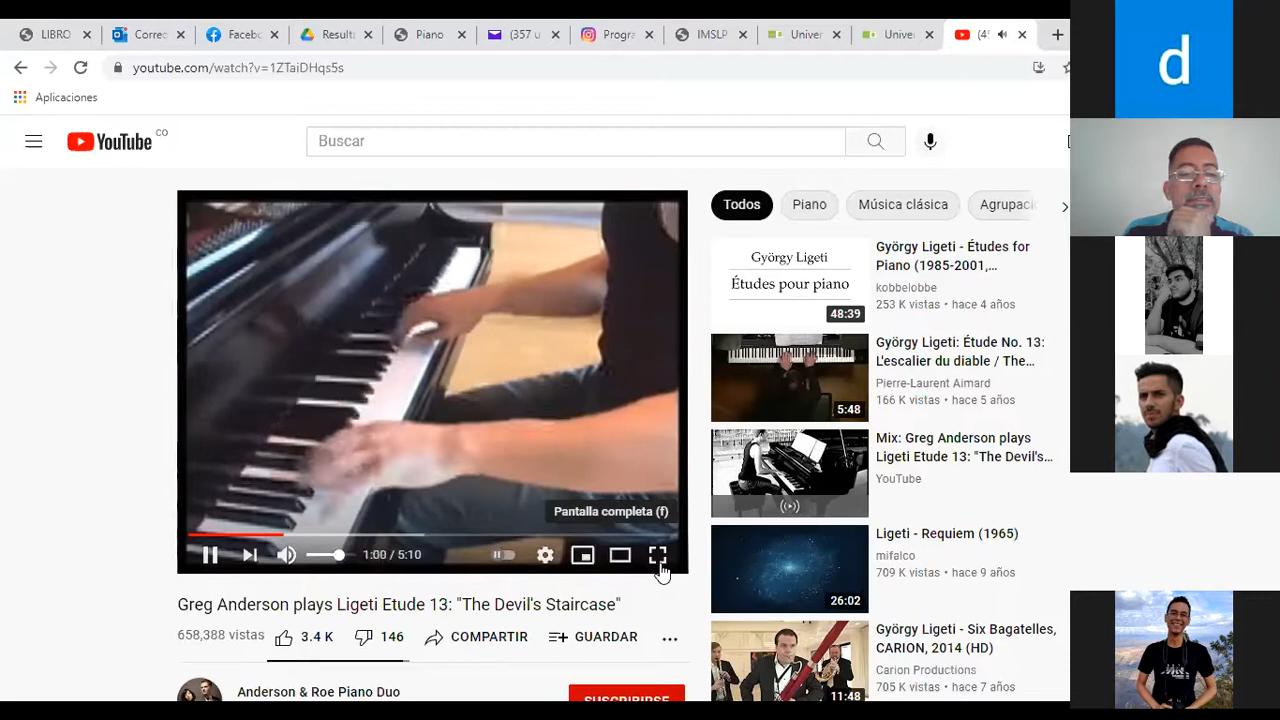 LIBRO
Correo
Faceb
Result
Piano
(357 u
Progra
IMSLP
Univer
Univer
youtube.com/watch?v=1ZTaiDHqs5s
Aplicaciones
YouTube CO
Buscar
d
Todos
Piano
Música clásica
Agrupaci
György Ligeti
Études pour piano
48:39
György Ligeti - Études for
Piano (1985-2001,...
kobbelobbe
253 K vistas • hace 4 años
5:48
György Ligeti: Étude No. 13:
L'escalier du diable / The...
Pierre-Laurent Aimard
166 K vistas • hace 5 años
Mix: Greg Anderson plays
Ligeti Etude 13: "The Devil's...
YouTube
26:02
Ligeti - Requiem (1965)
mifalco
709 K vistas • hace 9 años
11:48
György Ligeti - Six Bagatelles,
CARION, 2014 (HD)
Carion Productions
705 K vistas • hace 7 años
Pantalla completa (f)
1:00 / 5:10
Greg Anderson plays Ligeti Etude 13: "The Devil's Staircase"
658,388 vistas
3.4 K
146
COMPARTIR
GUARDAR
Anderson & Roe Piano Duo
SUSCRIBIRSE